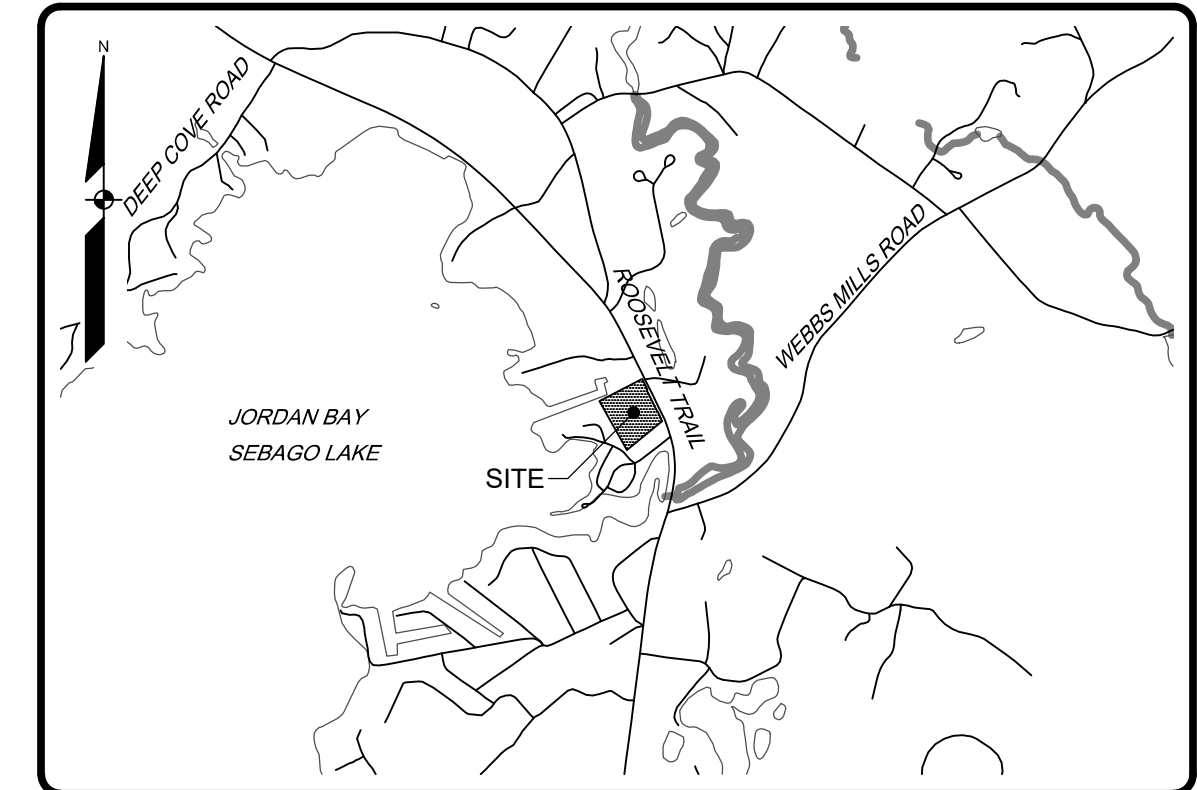 N
DEEP COVE ROAD
ROOSEVELT TRAIL
WEBBS MILLS ROAD
JORDAN BAY
SEBAGO LAKE
SITE